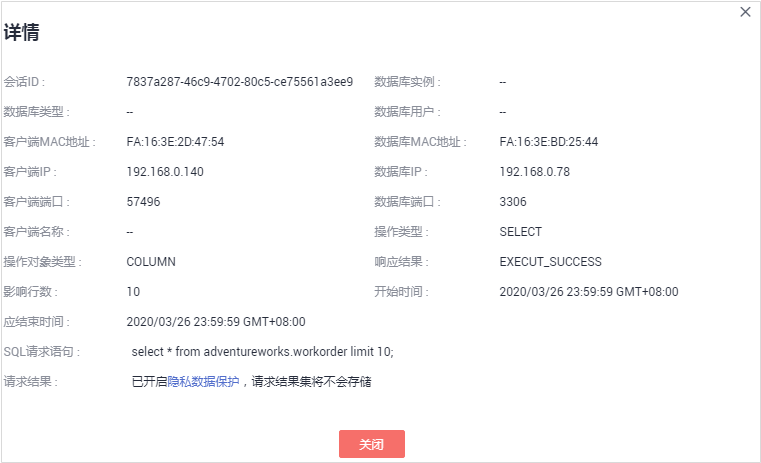 详情
会话ID : 7837a287-46c9-4702-80c5-ce75561a3ee9 数据库实例 : --
数据库类型 : -- 数据库用户 : --
客户端MAC地址 : FA:16:3E:2D:47:54 数据库MAC地址 : FA:16:3E:BD:25:44
客户端IP : 192.168.0.140 数据库IP : 192.168.0.78
客户端端口 : 57496 数据库端口 : 3306
客户端名称 : -- 操作类型 : SELECT
操作对象类型 : COLUMN 响应结果 : EXECUT_SUCCESS
影响行数 : 10 开始时间 : 2020/03/26 23:59:59 GMT+08:00
应结束时间 : 2020/03/26 23:59:59 GMT+08:00
SQL请求语句 : select * from adventureworks.workorder limit 10;
请求结果 : 已开启隐私数据保护，请求结果集将不会存储
关闭